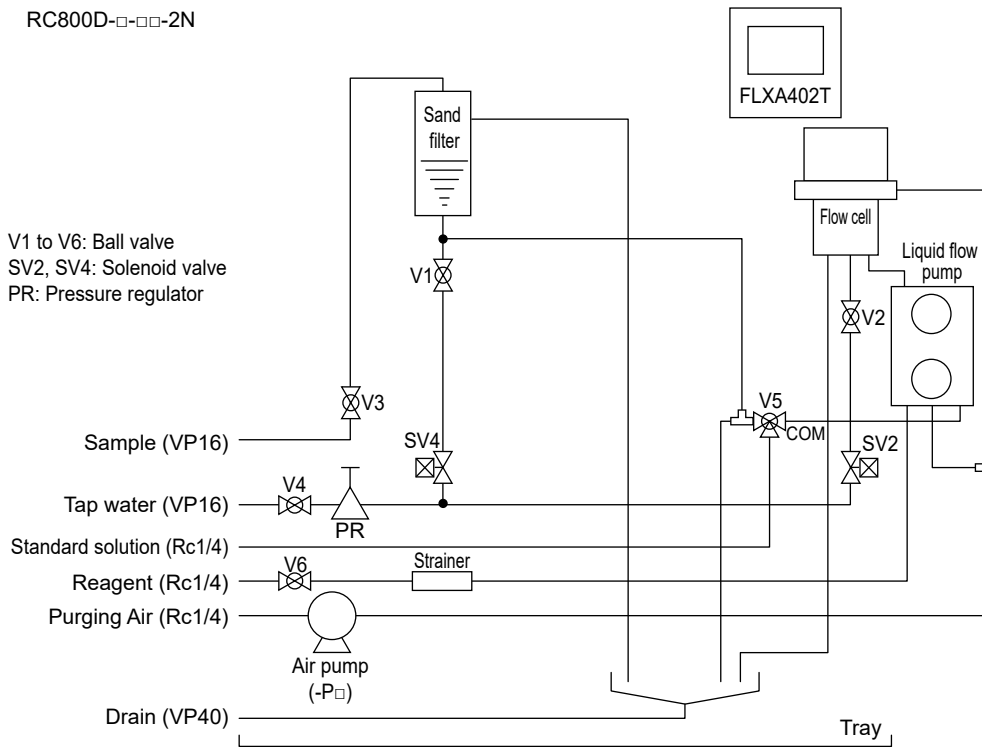 RC800D-□-□□-2N
FLXA402T
Sand
filter
Flow cell
V1 to V6: Ball valve
SV2, SV4: Solenoid valve
PR: Pressure regulator
Liquid flow
pump
V1
V2
V3
V5
Sample (VP16)
COM
SV4
SV2
V4
Tap water (VP16)
PR
Standard solution (Rc1/4)
V6
Strainer
Reagent (Rc1/4)
Purging Air (Rc1/4)
Air pump
(-P□)
Drain (VP40)
Tray